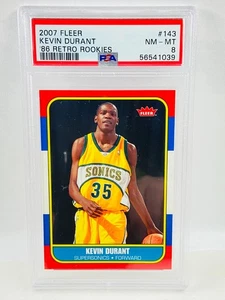 2007 FLEER #143
KEVIN DURANT NM - MT
'86 RETRO ROOKIES 8
PSA 56541039
FLEER
SONICS
35
KEVIN DURANT
SUPERSONICS • FORWARD